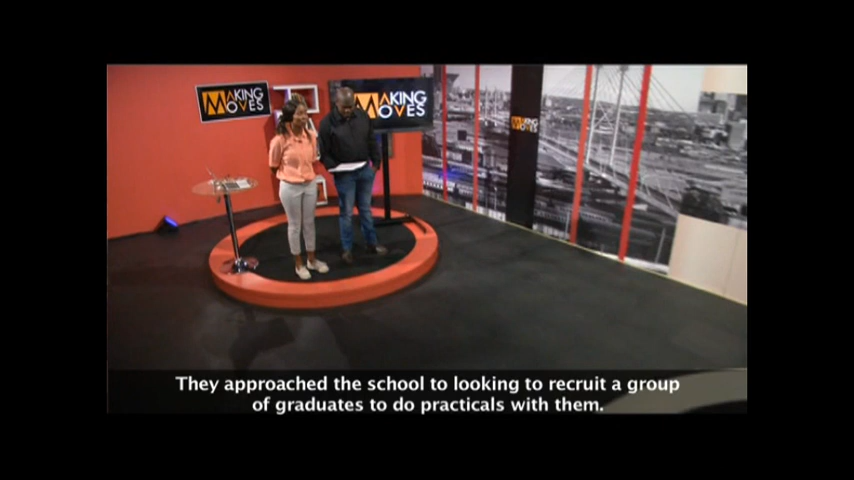 MAKING
MOVES
MAKING
MOVES
MAKING
MOVES
They approached the school to looking to recruit a group
of graduates to do practicals with them.